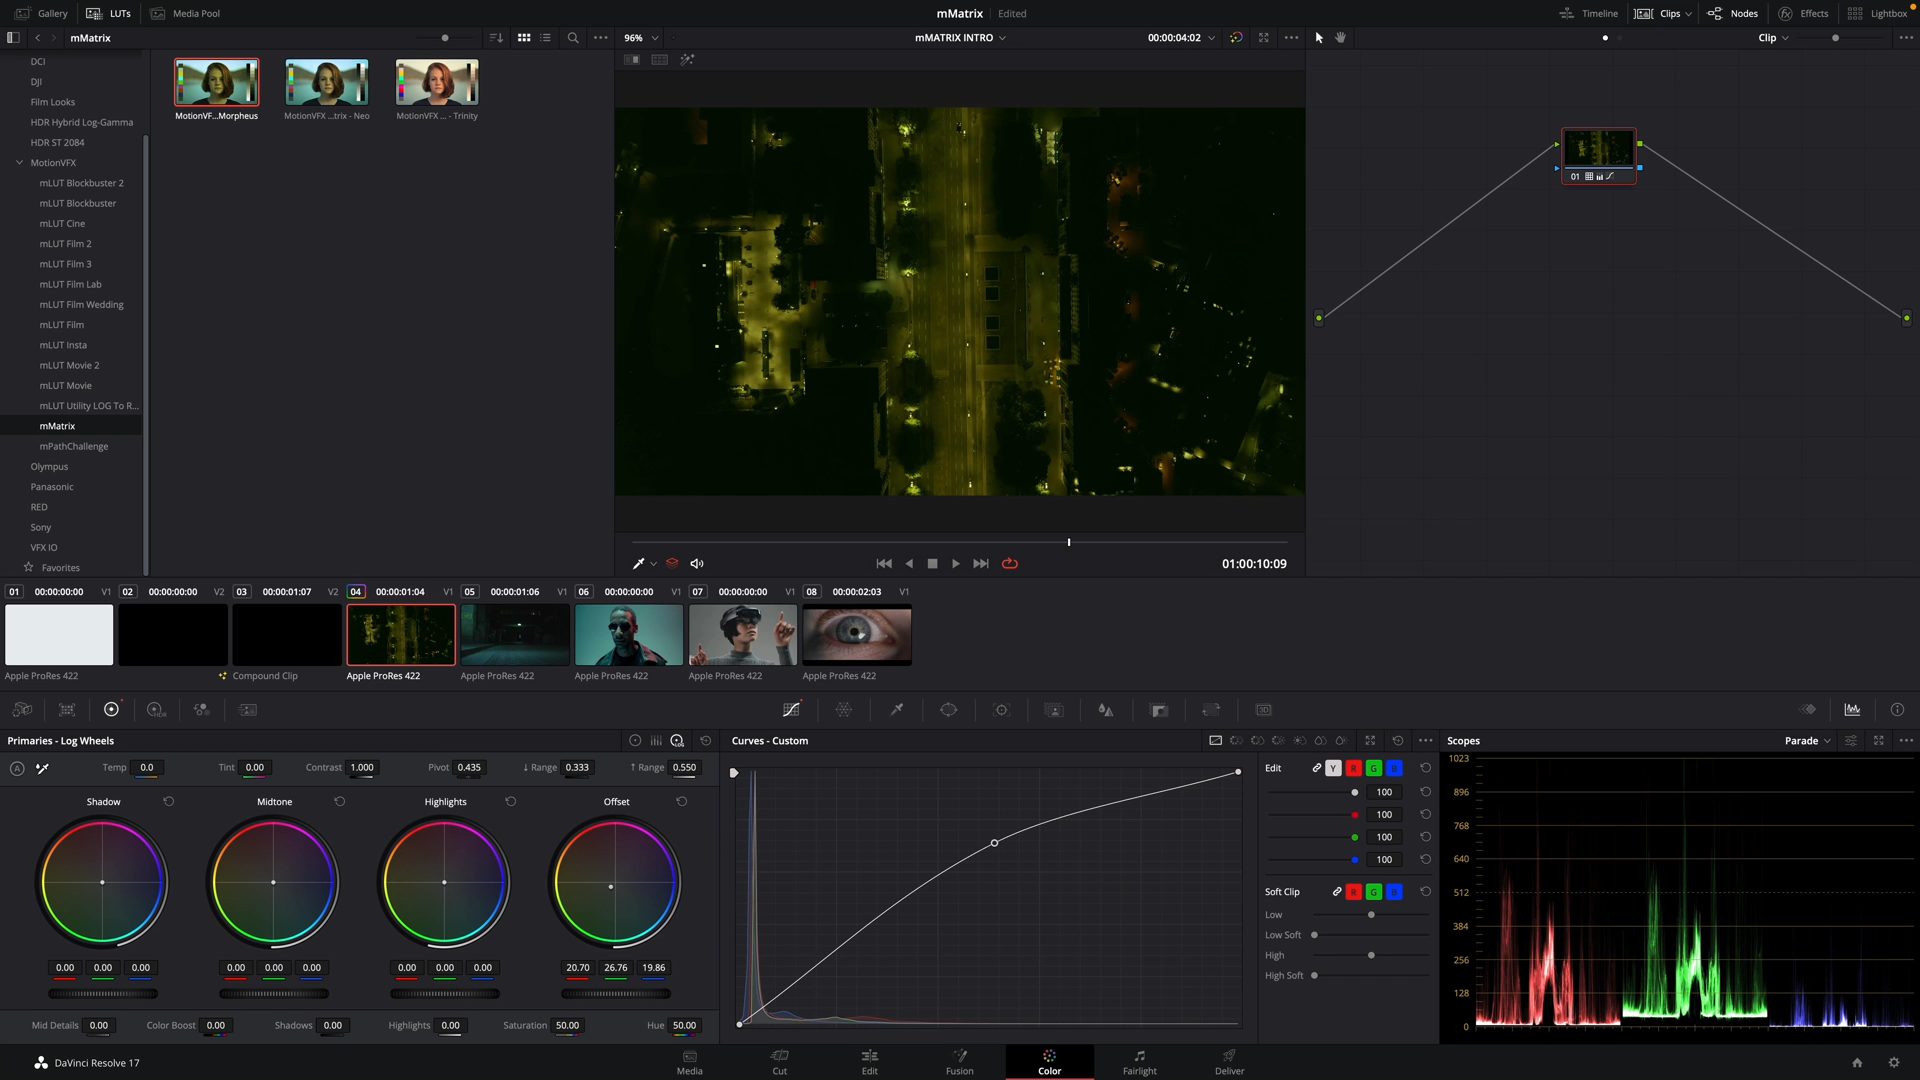 Gallery LUTs Media Pool mMatrix Edited Timeline Clips Nodes Effects Lightbox
mMatrix 96% mMATRIX INTRO 00:00:04:02 Clip
DCI
DJI
Film Looks
HDR Hybrid Log-Gamma
HDR ST 2084
MotionVFX
mLUT Blockbuster 2
mLUT Blockbuster
mLUT Cine
mLUT Film 2
mLUT Film 3
mLUT Film Lab
mLUT Film Wedding
mLUT Film
mLUT Insta
mLUT Movie 2
mLUT Movie
mLUT Utility LOG To R...
mMatrix
mPathChallenge
Olympus
Panasonic
RED
Sony
VFX IO
Favorites
MotionVF...Morpheus MotionVFX ...trix - Neo MotionVFX ... - Trinity
01
01:00:10:09
01 00:00:00:00 V1 02 00:00:00:00 V2 03 00:00:01:07 V2 04 00:00:01:04 V1 05 00:00:01:06 V1 06 00:00:00:00 V1 07 00:00:00:00 V1 08 00:00:02:03 V1
Apple ProRes 422 Compound Clip Apple ProRes 422 Apple ProRes 422 Apple ProRes 422 Apple ProRes 422 Apple ProRes 422
HDR 3D
Primaries - Log Wheels LOG
A Temp 0.0 Tint 0.00 Contrast 1.000 Pivot 0.435 ↓ Range 0.333 ↑ Range 0.550
Shadow Midtone Highlights Offset
0.00 0.00 0.00 0.00 0.00 0.00 0.00 0.00 0.00 20.70 26.76 19.86
Mid Details 0.00 Color Boost 0.00 Shadows 0.00 Highlights 0.00 Saturation 50.00 Hue 50.00
Curves - Custom
Edit Y R G B
100
100
100
100
Soft Clip R G B
Low
Low Soft
High
High Soft
Scopes Parade
1023
896
768
640
512
384
256
128
0
DaVinci Resolve 17 Media Cut Edit Fusion Color Fairlight Deliver